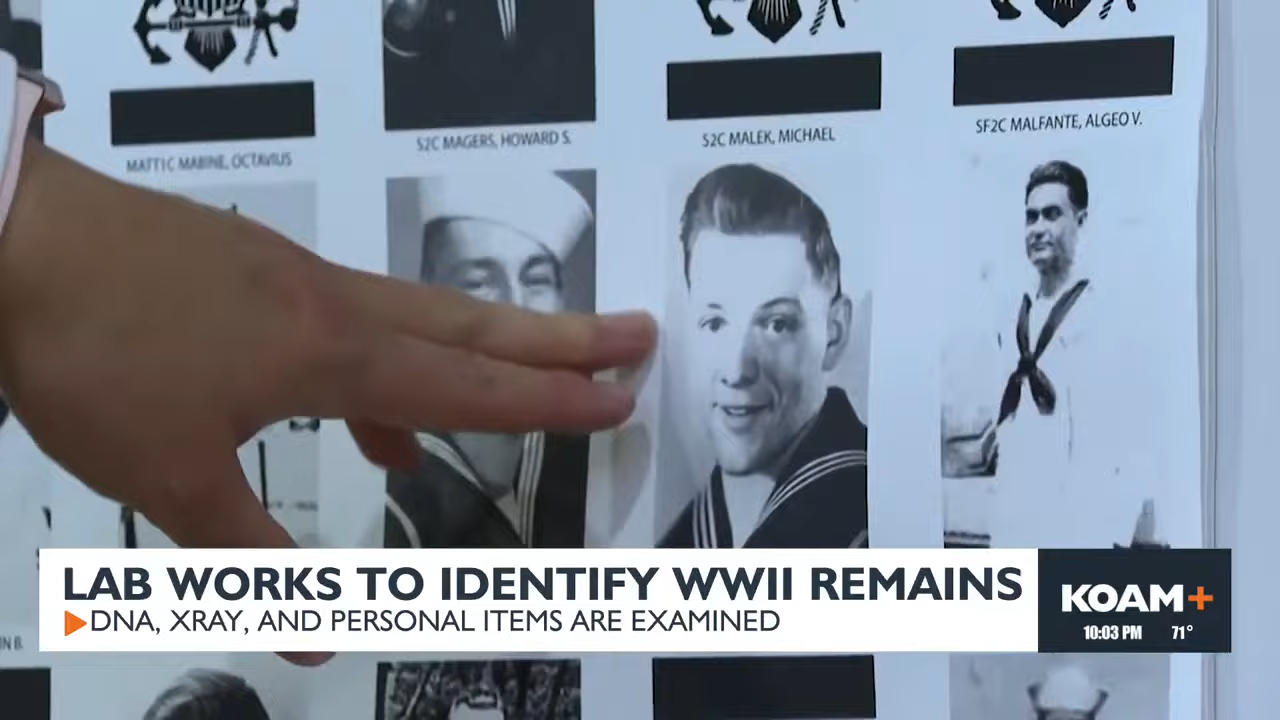 MATT1C MABINE, OCTAVIUS
S2C MAGERS, HOWARD S.
S2C MALEK, MICHAEL
SF2C MALFANTE, ALGEO V.
LAB WORKS TO IDENTIFY WWII REMAINS
DNA, XRAY, AND PERSONAL ITEMS ARE EXAMINED
KOAM+
10:03 PM 71°
N B.